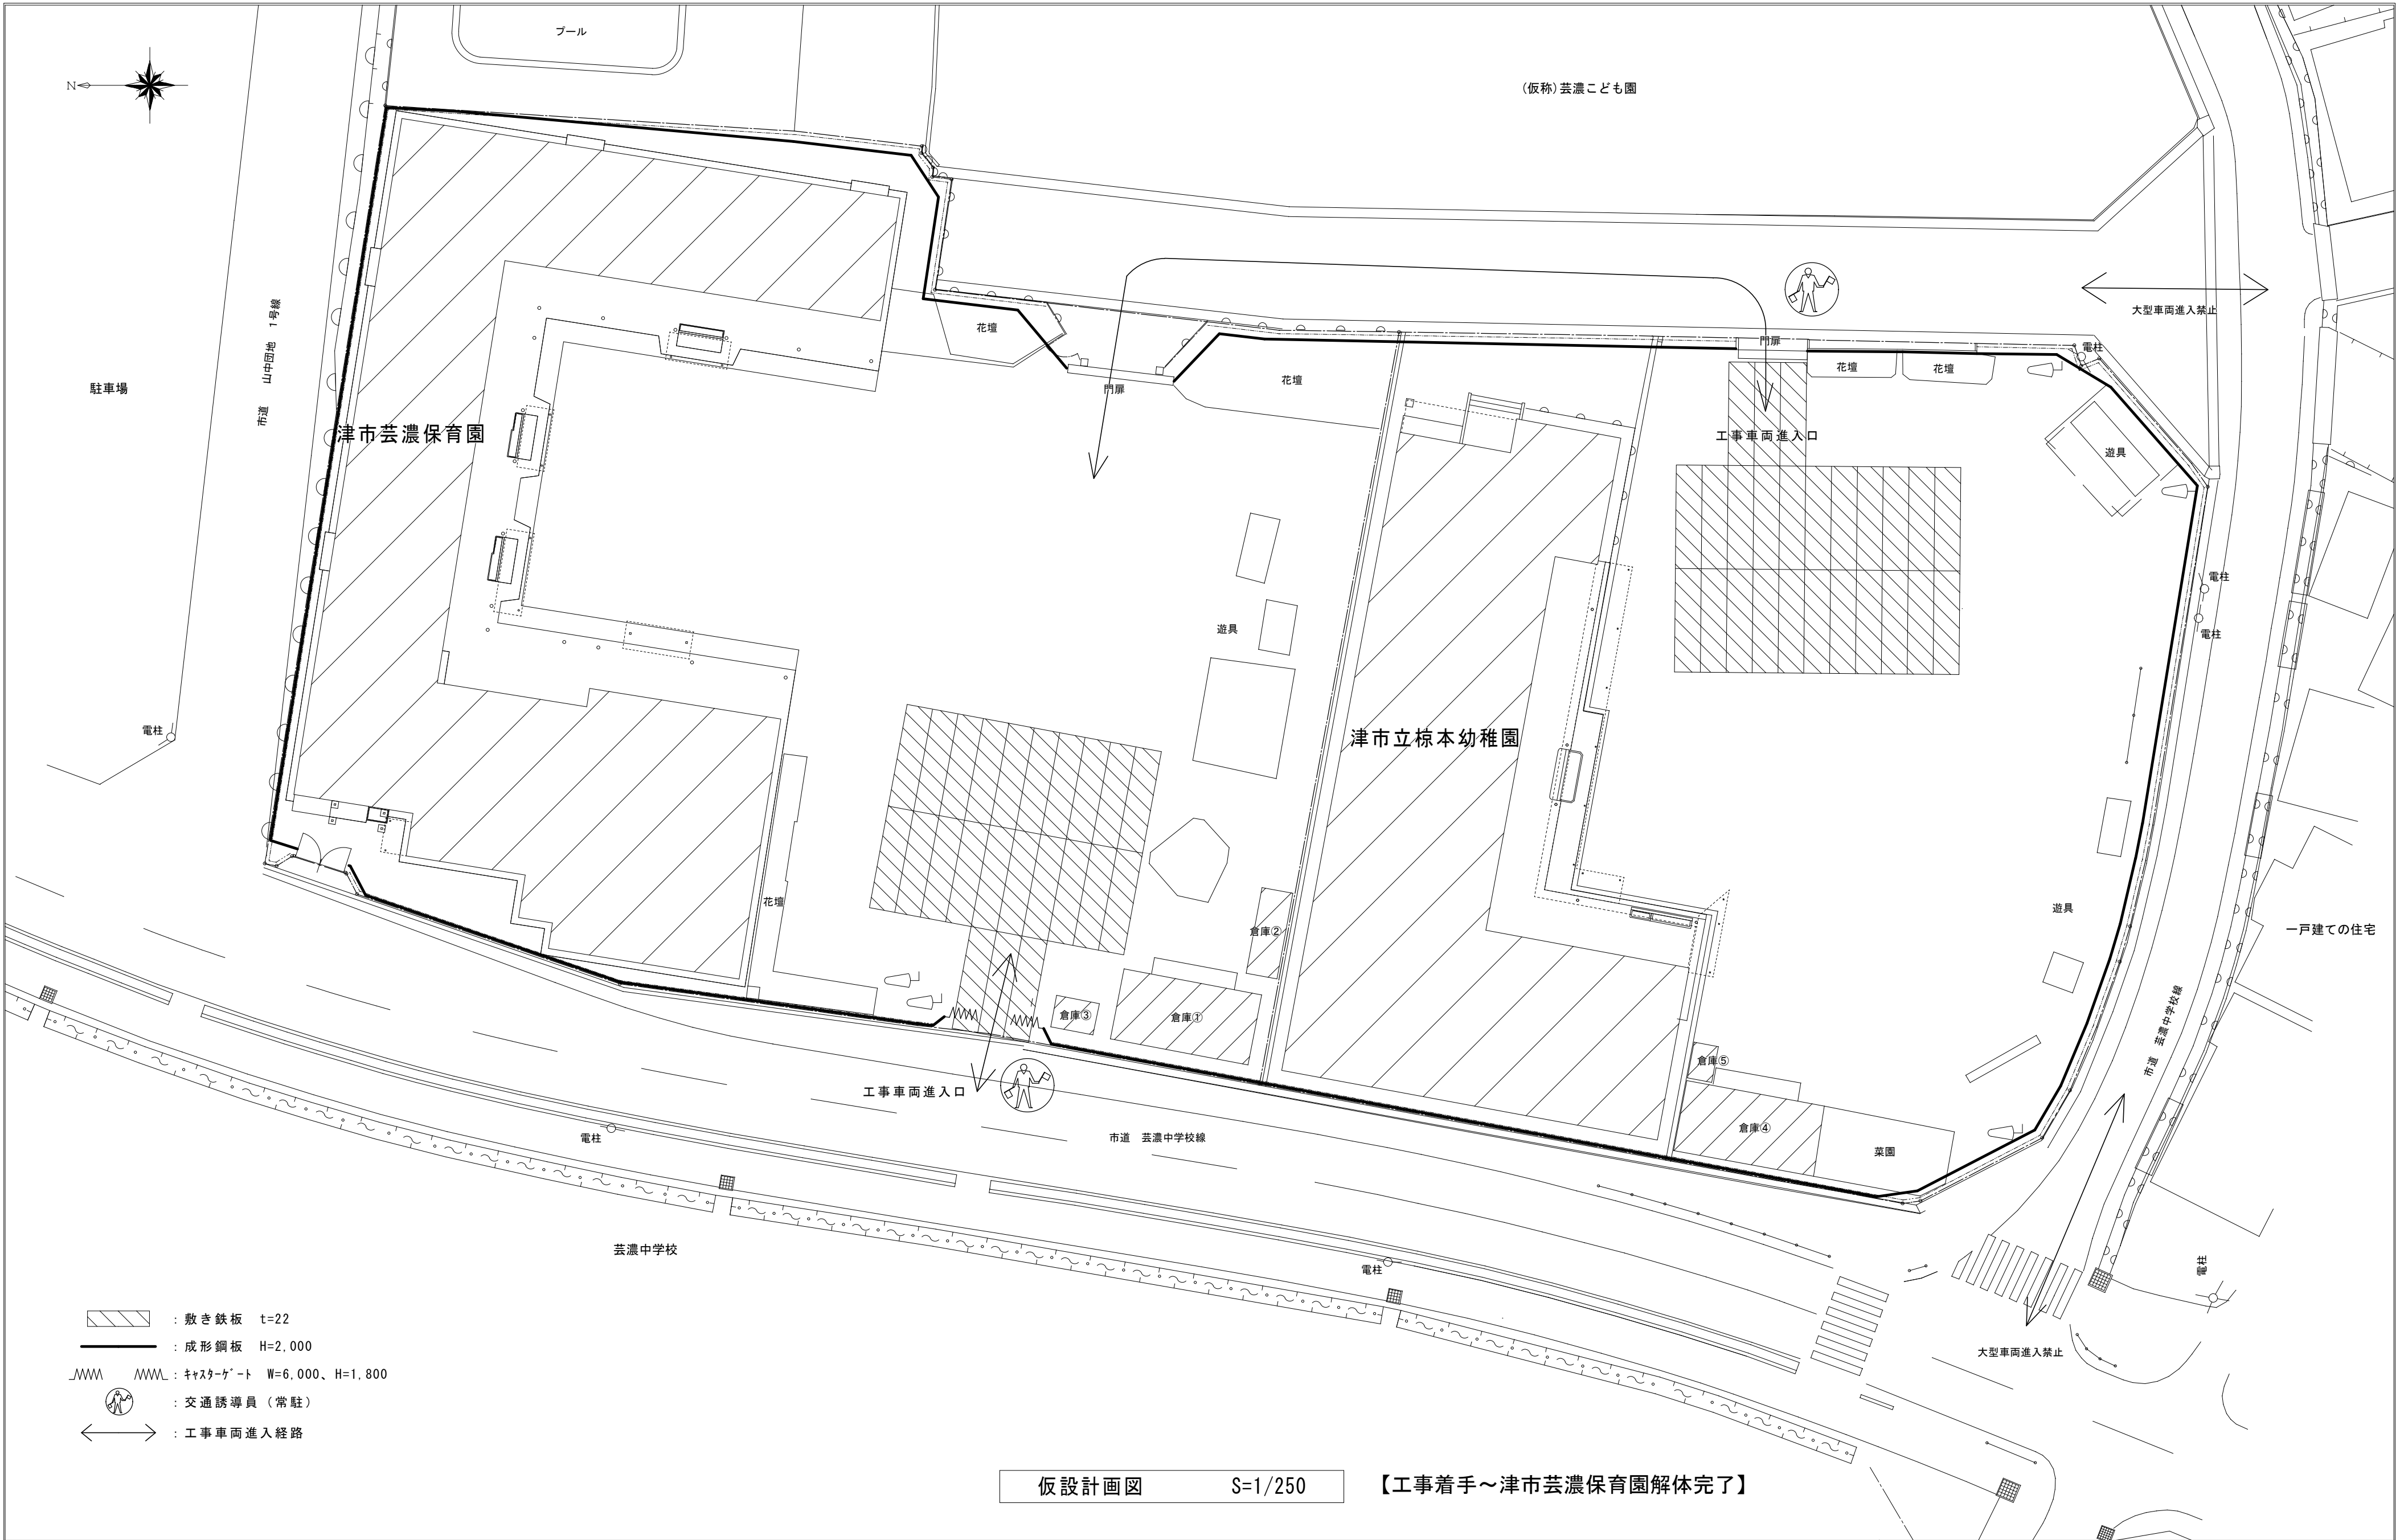 プール
N
(仮称)芸濃こども園
大型車両進入禁止
市道 山中団地 1号線
駐車場
花壇
門扉
花壇
門扉
電柱
花壇
花壇
津市芸濃保育園
工事車両進入口
遊具
電柱
電柱
遊具
電柱
津市立椋本幼稚園
花壇
倉庫②
遊具
一戸建ての住宅
倉庫③
倉庫①
倉庫⑤
市道 芸濃中学校線
工事車両進入口
電柱
市道 芸濃中学校線
倉庫④
菜園
芸濃中学校
電柱
電柱
大型車両進入禁止
:敷き鉄板 t=22
:成形鋼板 H=2,000
:ｷｬｽﾀｰｹﾞｰﾄ W=6,000、H=1,800
:交通誘導員(常駐)
:工事車両進入経路
仮設計画図 S=1/250
【工事着手～津市芸濃保育園解体完了】